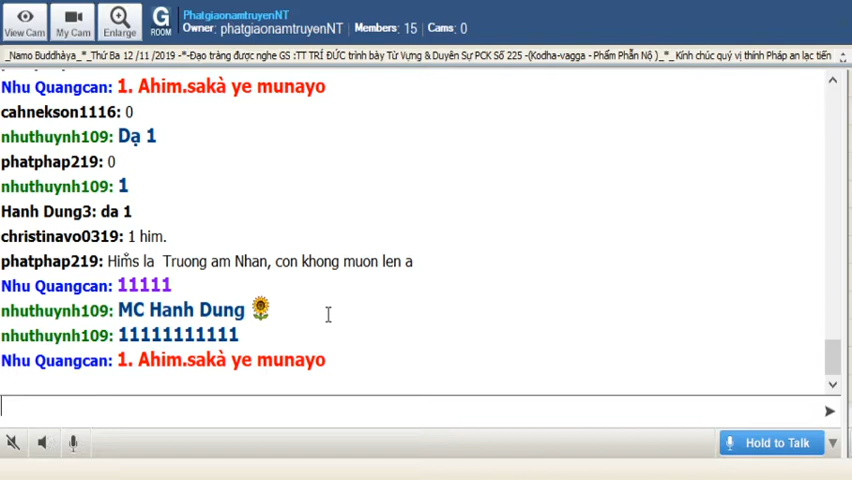 PhatgiaonamtruyenNT
Owner: phatgiaonamtruyenNT Members: 15 Cams: 0
View Cam
My Cam
Enlarge
G
ROOM
_Namo Buddhàya_*_Thứ Ba 12 /11 /2019 -*-Đạo tràng được nghe GS :TT TRÍ ĐỨC trình bày Từ Vựng & Duyên Sự PCK Số 225 -(Kodha-vagga - Phẩm Phẫn Nộ )_*_ Kính chúc quý vị thính Pháp an lạc tiến
Nhu Quangcan: 1. Ahim.sakà ye munayo
cahnekson1116: 0
nhuthuynh109: Dạ 1
phatphap219: 0
nhuthuynh109: 1
Hanh Dung3: da 1
christinavo0319: 1 him.
phatphap219: la Truong am Nhan, con khong muon len a
Nhu Quangcan: 11111
nhuthuynh109: MC Hanh Dung
nhuthuynh109: 11111111111
Nhu Quangcan: 1. Ahim.sakà ye munayo
Hold to Talk